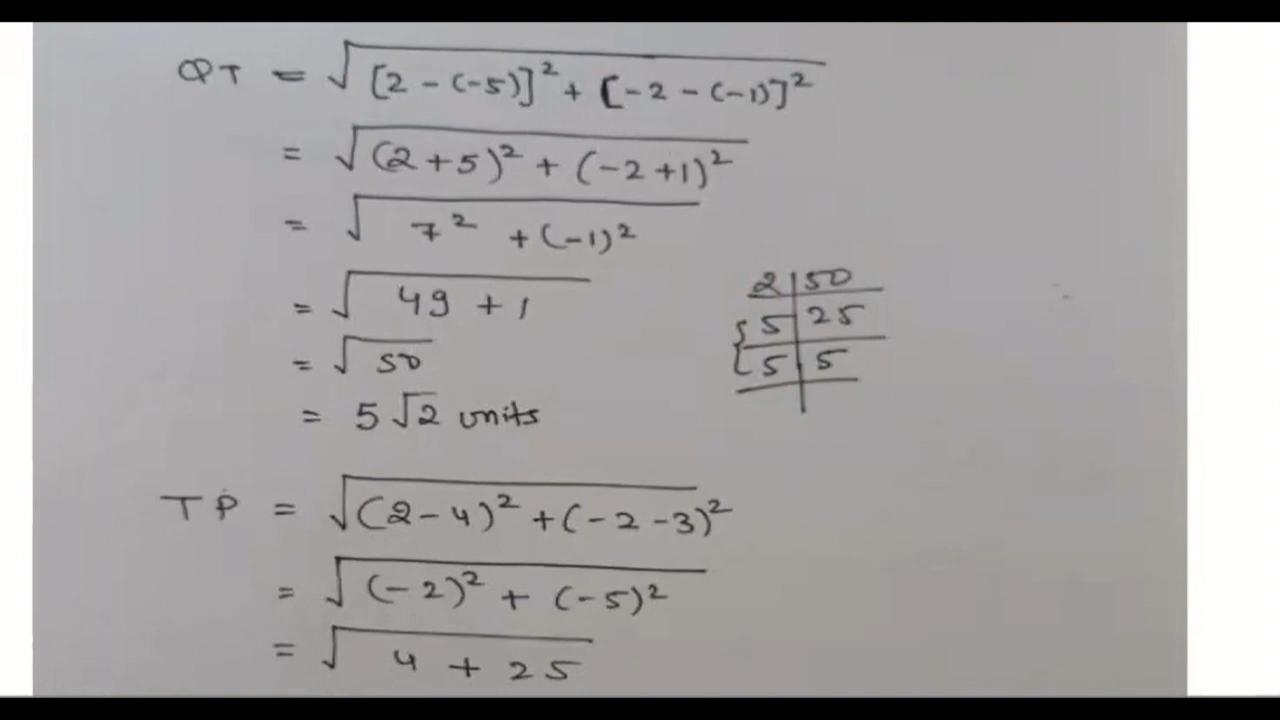 QT = √[2-(-5)]² + [-2-(-1)]²
= √(2+5)² + (-2+1)²
= √7² + (-1)²
= √49 + 1
= √50
= 5√2 units
2 | 50
5 | 25
5 | 5
TP = √(2-4)² + (-2-3)²
= √(-2)² + (-5)²
= √4 + 25